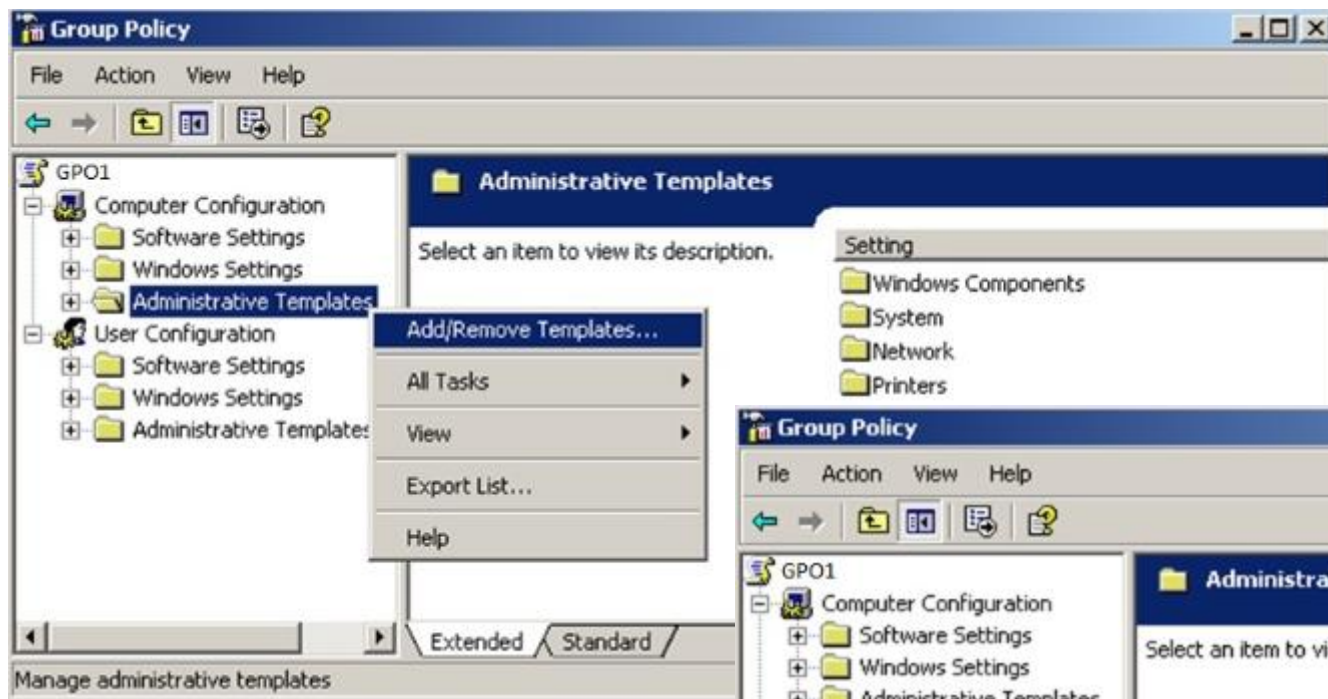 Group Policy
File Action View Help
GPO1
Computer Configuration
Software Settings
Windows Settings
Administrative Templates
User Configuration
Software Settings
Windows Settings
Administrative Templates
Administrative Templates
Select an item to view its description.
Setting
Windows Components
System
Network
Printers
Add/Remove Templates...
All Tasks
View
Export List...
Help
Extended Standard
Manage administrative templates
Group Policy
File Action View Help
GPO1
Computer Configuration
Software Settings
Windows Settings
Administrative Templates
Administra
Select an item to vi